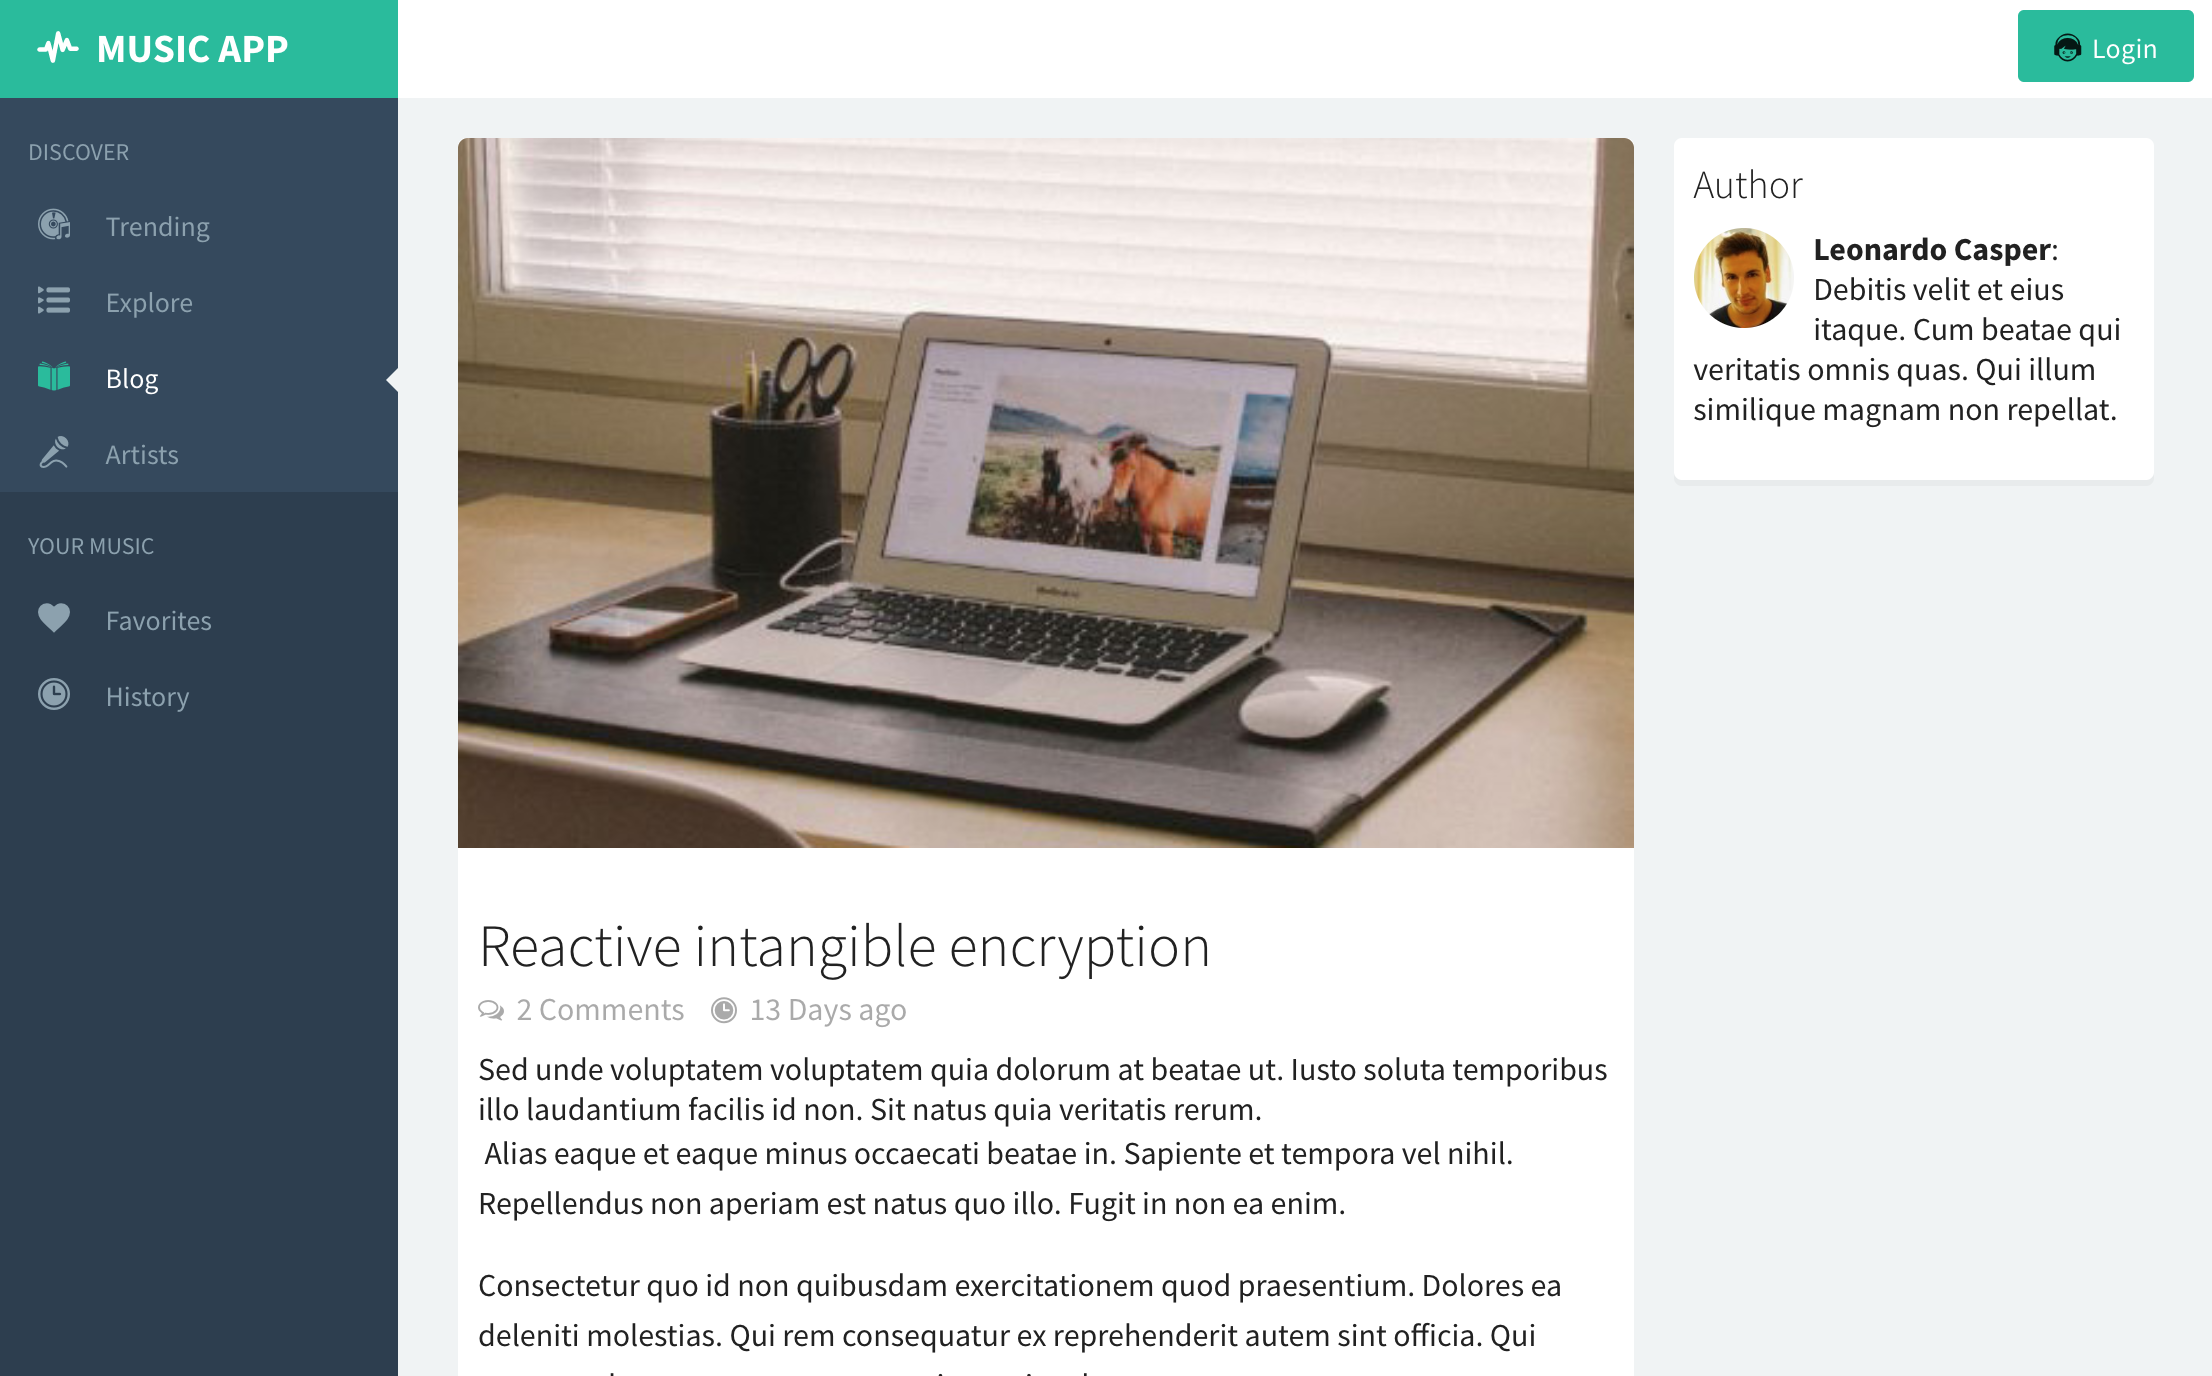 MUSIC APP
Login
DISCOVER
Trending
Explore
Blog
Artists
YOUR MUSIC
Favorites
History
Author
Leonardo Casper:
Debitis velit et eius
itaque. Cum beatae qui
veritatis omnis quas. Qui illum
similique magnam non repellat.
Reactive intangible encryption
2 Comments 13 Days ago
Sed unde voluptatem voluptatem quia dolorum at beatae ut. Iusto soluta temporibus
illo laudantium facilis id non. Sit natus quia veritatis rerum.
Alias eaque et eaque minus occaecati beatae in. Sapiente et tempora vel nihil.
Repellendus non aperiam est natus quo illo. Fugit in non ea enim.
Consectetur quo id non quibusdam exercitationem quod praesentium. Dolores ea
deleniti molestias. Qui rem consequatur ex reprehenderit autem sint officia. Qui